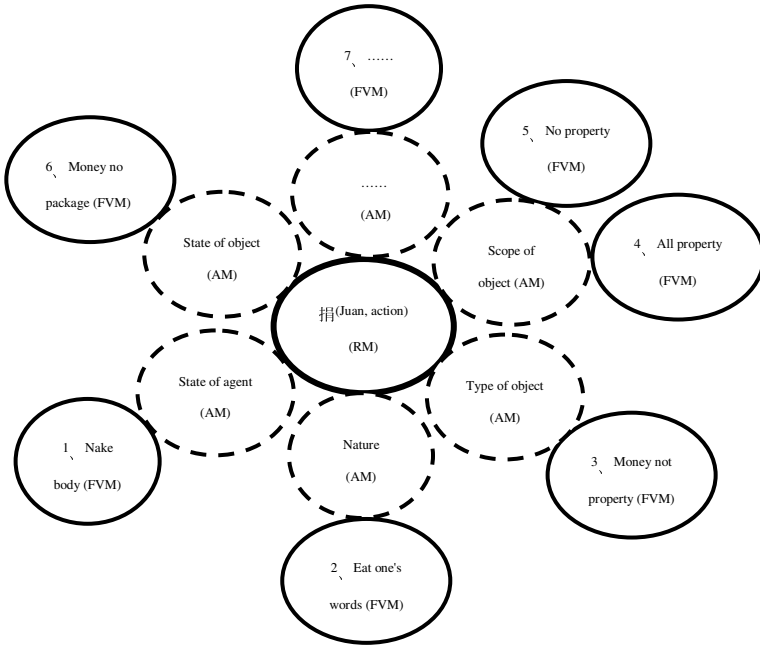 7、 ……
(FVM)
5、 No property
(FVM)
6、 Money no
package (FVM)
……
(AM)
State of object
(AM)
Scope of
object (AM)
4、 All property
(FVM)
捐(Juan, action)
(RM)
State of agent
(AM)
Type of object
(AM)
1、 Nake
body (FVM)
Nature
(AM)
3、 Money not
property (FVM)
2、 Eat one's
words (FVM)